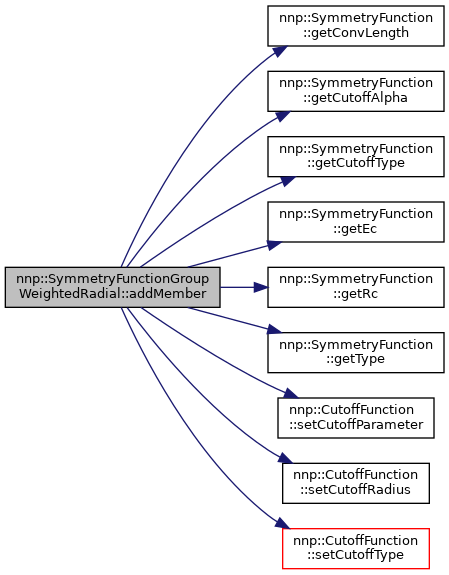 nnp::SymmetryFunction
::getConvLength
nnp::SymmetryFunction
::getCutoffAlpha
nnp::SymmetryFunction
::getCutoffType
nnp::SymmetryFunction
::getEc
nnp::SymmetryFunctionGroup
WeightedRadial::addMember
nnp::SymmetryFunction
::getRc
nnp::SymmetryFunction
::getType
nnp::CutoffFunction
::setCutoffParameter
nnp::CutoffFunction
::setCutoffRadius
nnp::CutoffFunction
::setCutoffType